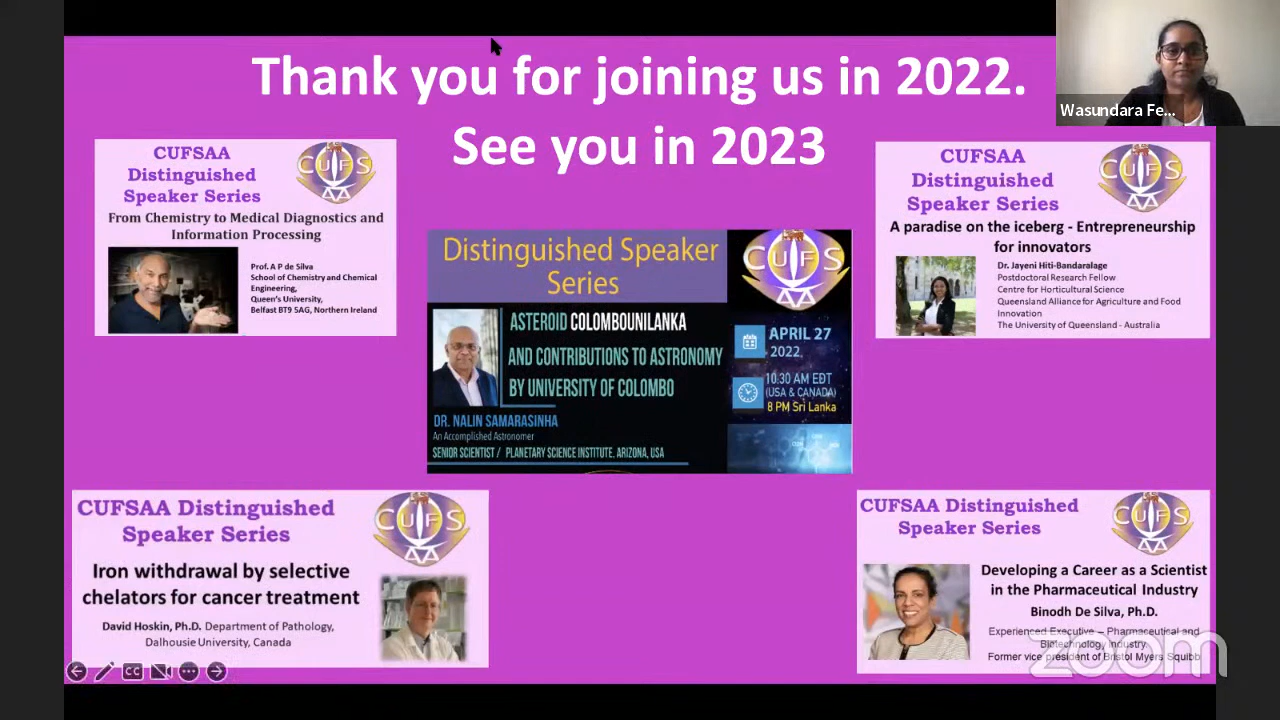 Thank you for joining us in 2022.
See you in 2023
Wasundara Fe...
CUFSAA
Distinguished
Speaker Series
CUFS
From Chemistry to Medical Diagnostics and
Information Processing
Prof. A P de Silva
School of Chemistry and Chemical
Engineering,
Queen's University,
Belfast BT9 5AG, Northern Ireland
Distinguished Speaker
Series
CUFS
ASTEROID COLOMBOUNILANKA
AND CONTRIBUTIONS TO ASTRONOMY
BY UNIVERSITY OF COLOMBO
DR. NALIN SAMARASINHA
An Accomplished Astronomer
SENIOR SCIENTIST / PLANETARY SCIENCE INSTITUTE. ARIZONA, USA
APRIL 27
2022
10:30 AM EDT
(USA & CANADA)
8 PM Sri Lanka
CUFSAA
Distinguished
Speaker Series
CUFS
A paradise on the iceberg - Entrepreneurship
for innovators
Dr. Jayeni Hiti-Bandaralage
Postdoctoral Research Fellow
Centre for Horticultural Science
Queensland Alliance for Agriculture and Food
Innovation
The University of Queensland - Australia
CUFSAA Distinguished
Speaker Series
CUFS
Iron withdrawal by selective
chelators for cancer treatment
David Hoskin, Ph.D. Department of Pathology,
Dalhousie University, Canada
CC
CUFSAA Distinguished
Speaker Series
CUFS
Developing a Career as a Scientist
in the Pharmaceutical Industry
Binodh De Silva, Ph.D.
Experienced Executive – Pharmaceutical and
Biotechnology Industry
Former vice president of Bristol Myers Squibb
zoom